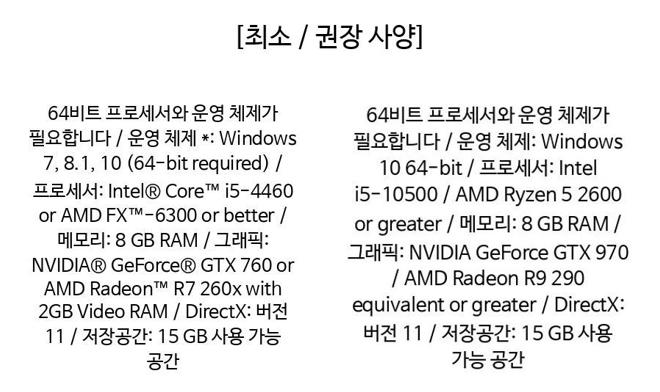 [최소 / 권장 사양]
64비트 프로세서와 운영 체제가
필요합니다 / 운영 체제 *: Windows
7, 8.1, 10 (64-bit required) /
프로세서: Intel® Core™ i5-4460
or AMD FX™-6300 or better /
메모리: 8 GB RAM / 그래픽:
NVIDIA® GeForce® GTX 760 or
AMD Radeon™ R7 260x with
2GB Video RAM / DirectX: 버전
11 / 저장공간: 15 GB 사용 가능
공간
64비트 프로세서와 운영 체제가
필요합니다 / 운영 체제: Windows
10 64-bit / 프로세서: Intel
i5-10500 / AMD Ryzen 5 2600
or greater / 메모리: 8 GB RAM /
그래픽: NVIDIA GeForce GTX 970
/ AMD Radeon R9 290
equivalent or greater / DirectX:
버전 11 / 저장공간: 15 GB 사용
가능 공간